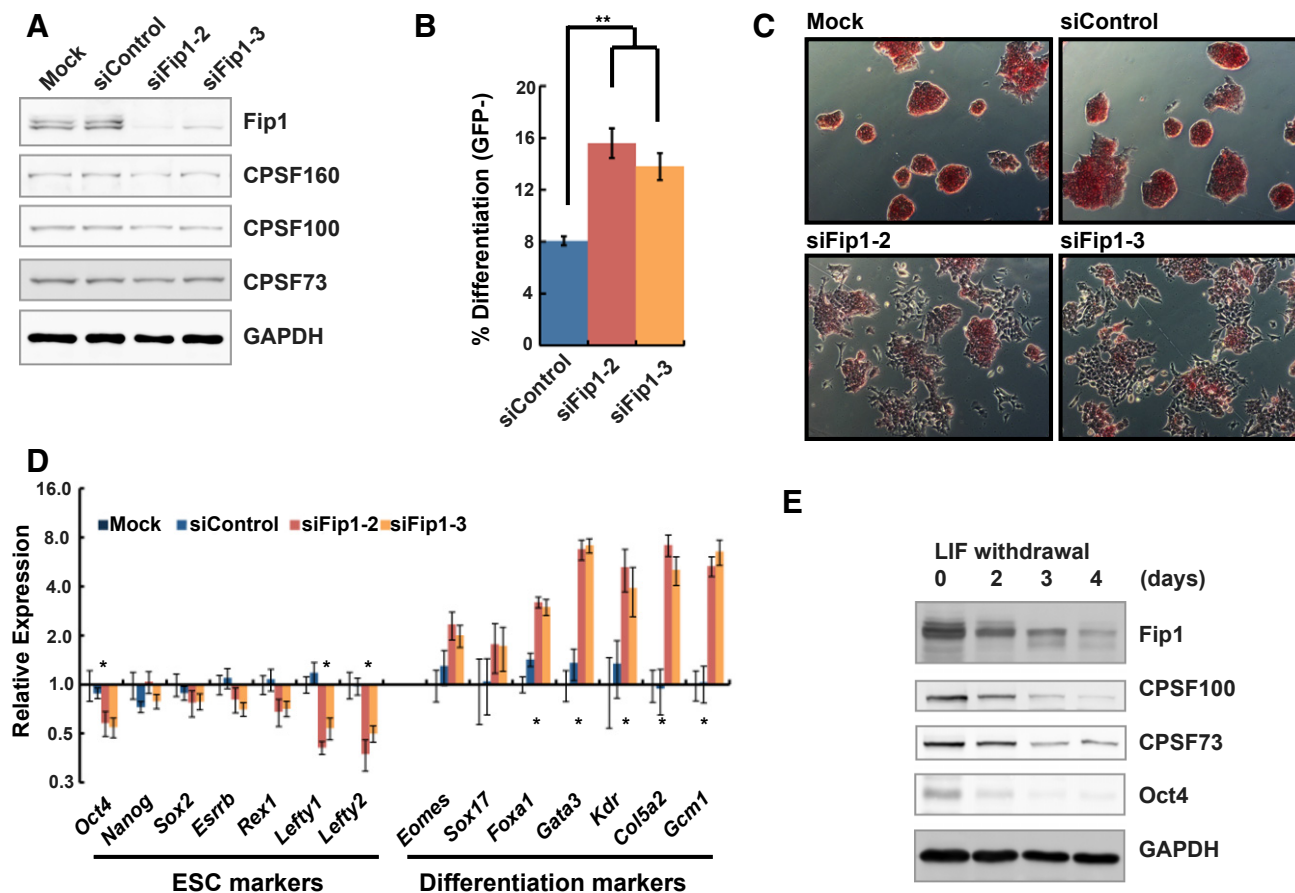 A
Mock
siControl
siFip1-2
siFip1-3
Fip1
CPSF160
CPSF100
CPSF73
GAPDH
B
**
% Differentiation (GFP-)
20
16
12
8
4
0
siControl
siFip1-2
siFip1-3
C
Mock
siControl
siFip1-2
siFip1-3
D
Relative Expression
16.0
8.0
4.0
2.0
1.0
0.5
0.3
Mock
siControl
siFip1-2
siFip1-3
* * *
* * * * *
Oct4
Nanog
Sox2
Esrrb
Rex1
Lefty1
Lefty2
Eomes
Sox17
Foxa1
Gata3
Kdr
Col5a2
Gcm1
ESC markers
Differentiation markers
E
LIF withdrawal
0 2 3 4 (days)
Fip1
CPSF100
CPSF73
Oct4
GAPDH